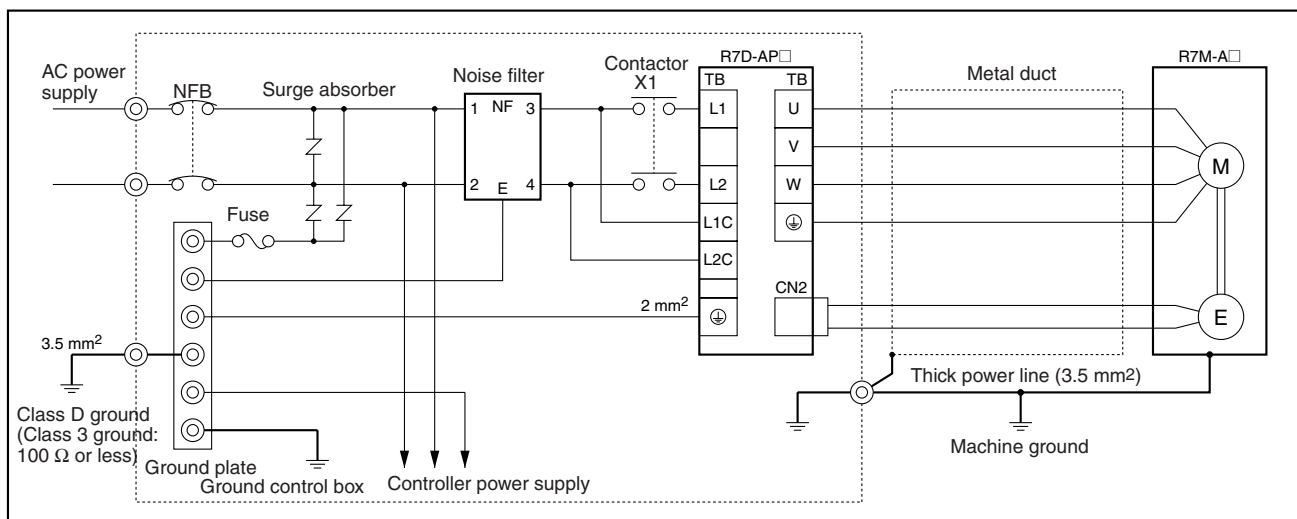 R7D-AP□
R7M-A□
AC power
supply
NFB
Surge absorber
Noise filter
Contactor
X1
TB
TB
Metal duct
1
NF
3
L1
U
V
M
2
E
4
L2
W
Fuse
L1C
L2C
CN2
2 mm²
E
3.5 mm²
Thick power line (3.5 mm²)
Class D ground
(Class 3 ground:
100 Ω or less)
Machine ground
Ground plate
Ground control box
Controller power supply